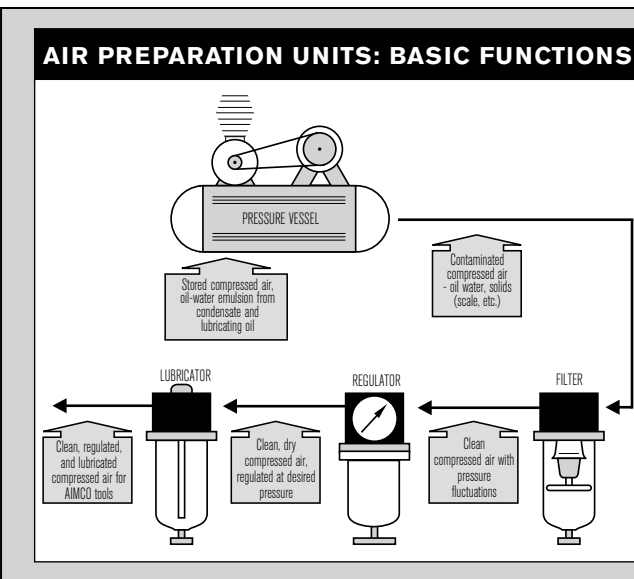 AIR PREPARATION UNITS: BASIC FUNCTIONS
PRESSURE VESSEL
Stored compressed air,
oil-water emulsion from
condensate and
lubricating oil
Contaminated
compressed air
- oil water, solids
(scale, etc.)
LUBRICATOR
REGULATOR
FILTER
Clean, regulated,
and lubricated
compressed air for
AIMCO tools
Clean, dry
compressed air,
regulated at desired
pressure
Clean
compressed air with
pressure
fluctuations